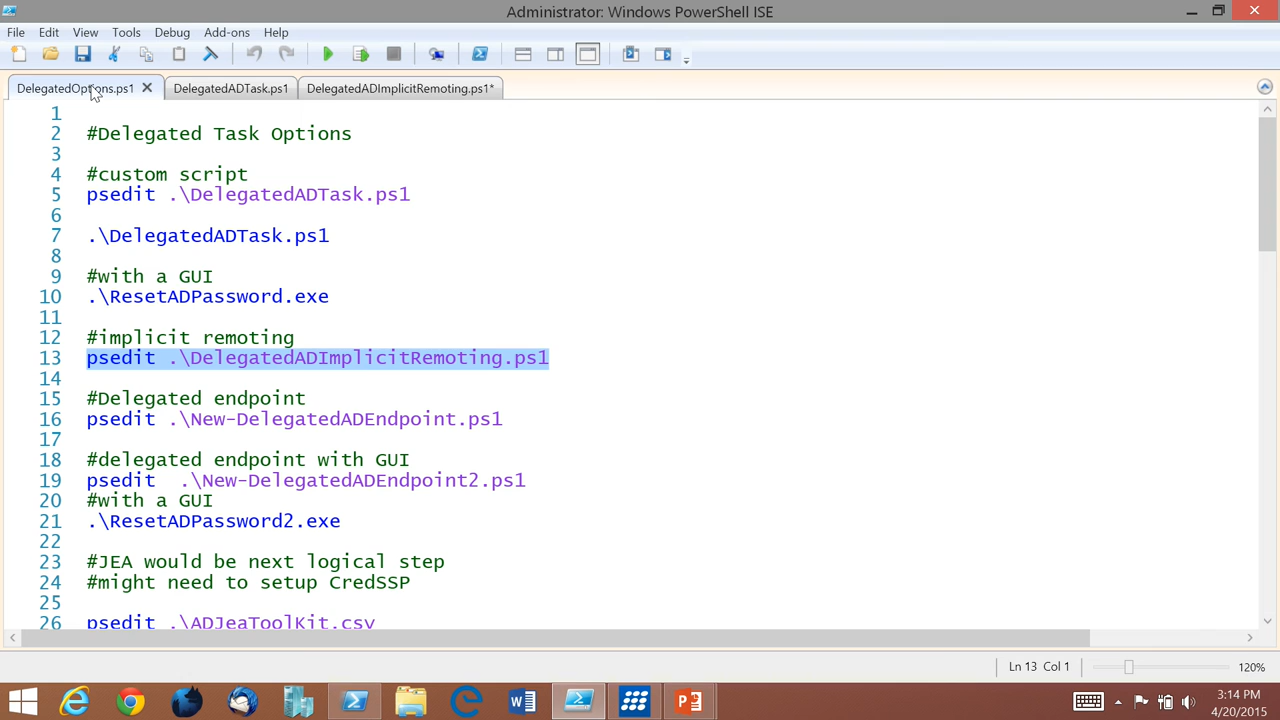 Administrator: Windows PowerShell ISE
File Edit View Tools Debug Add-ons Help
DelegatedOptions.ps1 DelegatedADTask.ps1 DelegatedADImplicitRemoting.ps1*
1
2 #Delegated Task Options
3
4 #custom script
5 psedit .\DelegatedADTask.ps1
6
7 .\DelegatedADTask.ps1
8
9 #with a GUI
10 .\ResetADPassword.exe
11
12 #implicit remoting
13 psedit .\DelegatedADImplicitRemoting.ps1
14
15 #Delegated endpoint
16 psedit .\New-DelegatedADEndpoint.ps1
17
18 #delegated endpoint with GUI
19 psedit .\New-DelegatedADEndpoint2.ps1
20 #with a GUI
21 .\ResetADPassword2.exe
22
23 #JEA would be next logical step
24 #might need to setup CredSSP
25
26 psedit .\ADJeaToolKit.csv
Ln 13 Col 1 120%
3:14 PM
4/20/2015